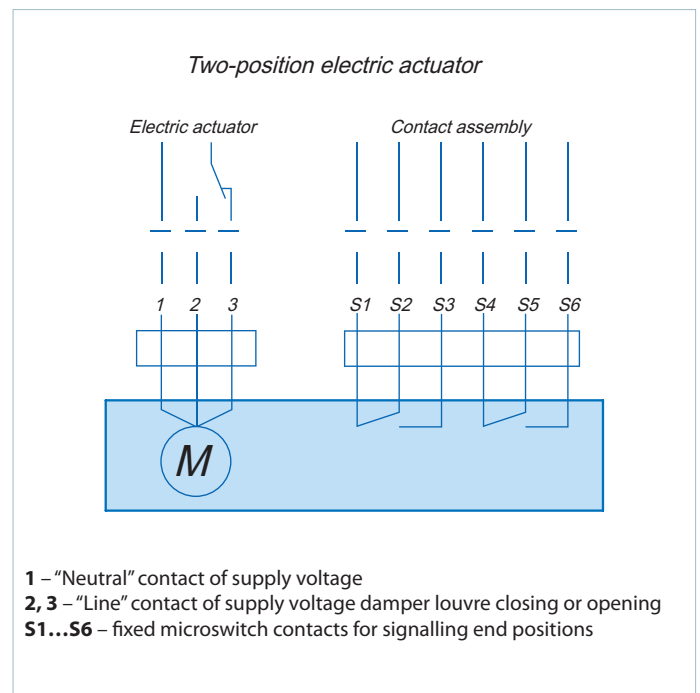 Two-position electric actuator
Electric actuator Contact assembly
1 2 3 S1 S2 S3 S4 S5 S6
M
1 – “Neutral” contact of supply voltage
2, 3 – “Line” contact of supply voltage damper louvre closing or opening
S1...S6 – fixed microswitch contacts for signalling end positions